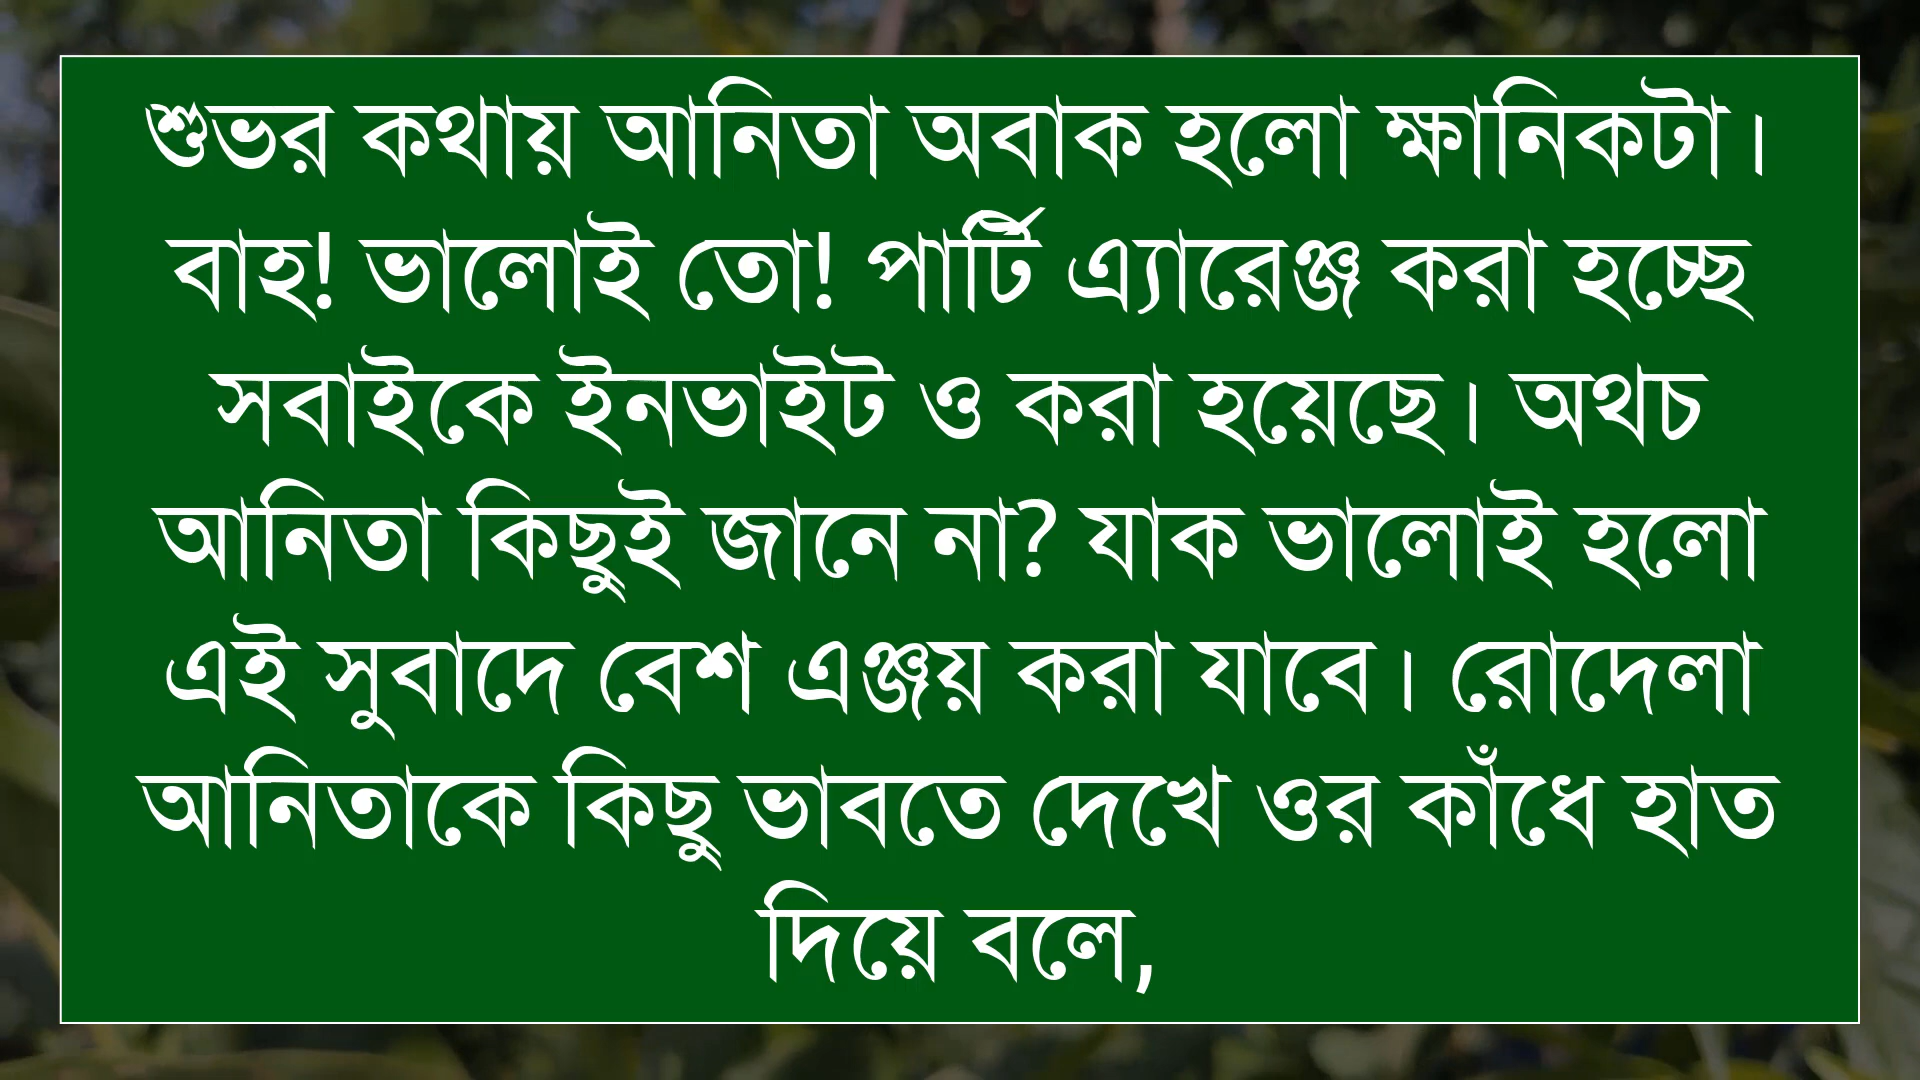 শুভর কথায় আনিতা অবাক হলো ক্ষানিকটা।
বাহ! ভালোই তো! পার্টি এ্যারেঞ্জ করা হচ্ছে
সবাইকে ইনভাইট ও করা হয়েছে। অথচ
আনিতা কিছুই জানে না? যাক ভালোই হলো
এই সুবাদে বেশ এঞ্জয় করা যাবে। রোদেলা
আনিতাকে কিছু ভাবতে দেখে ওর কাঁধে হাত
দিয়ে বলে,